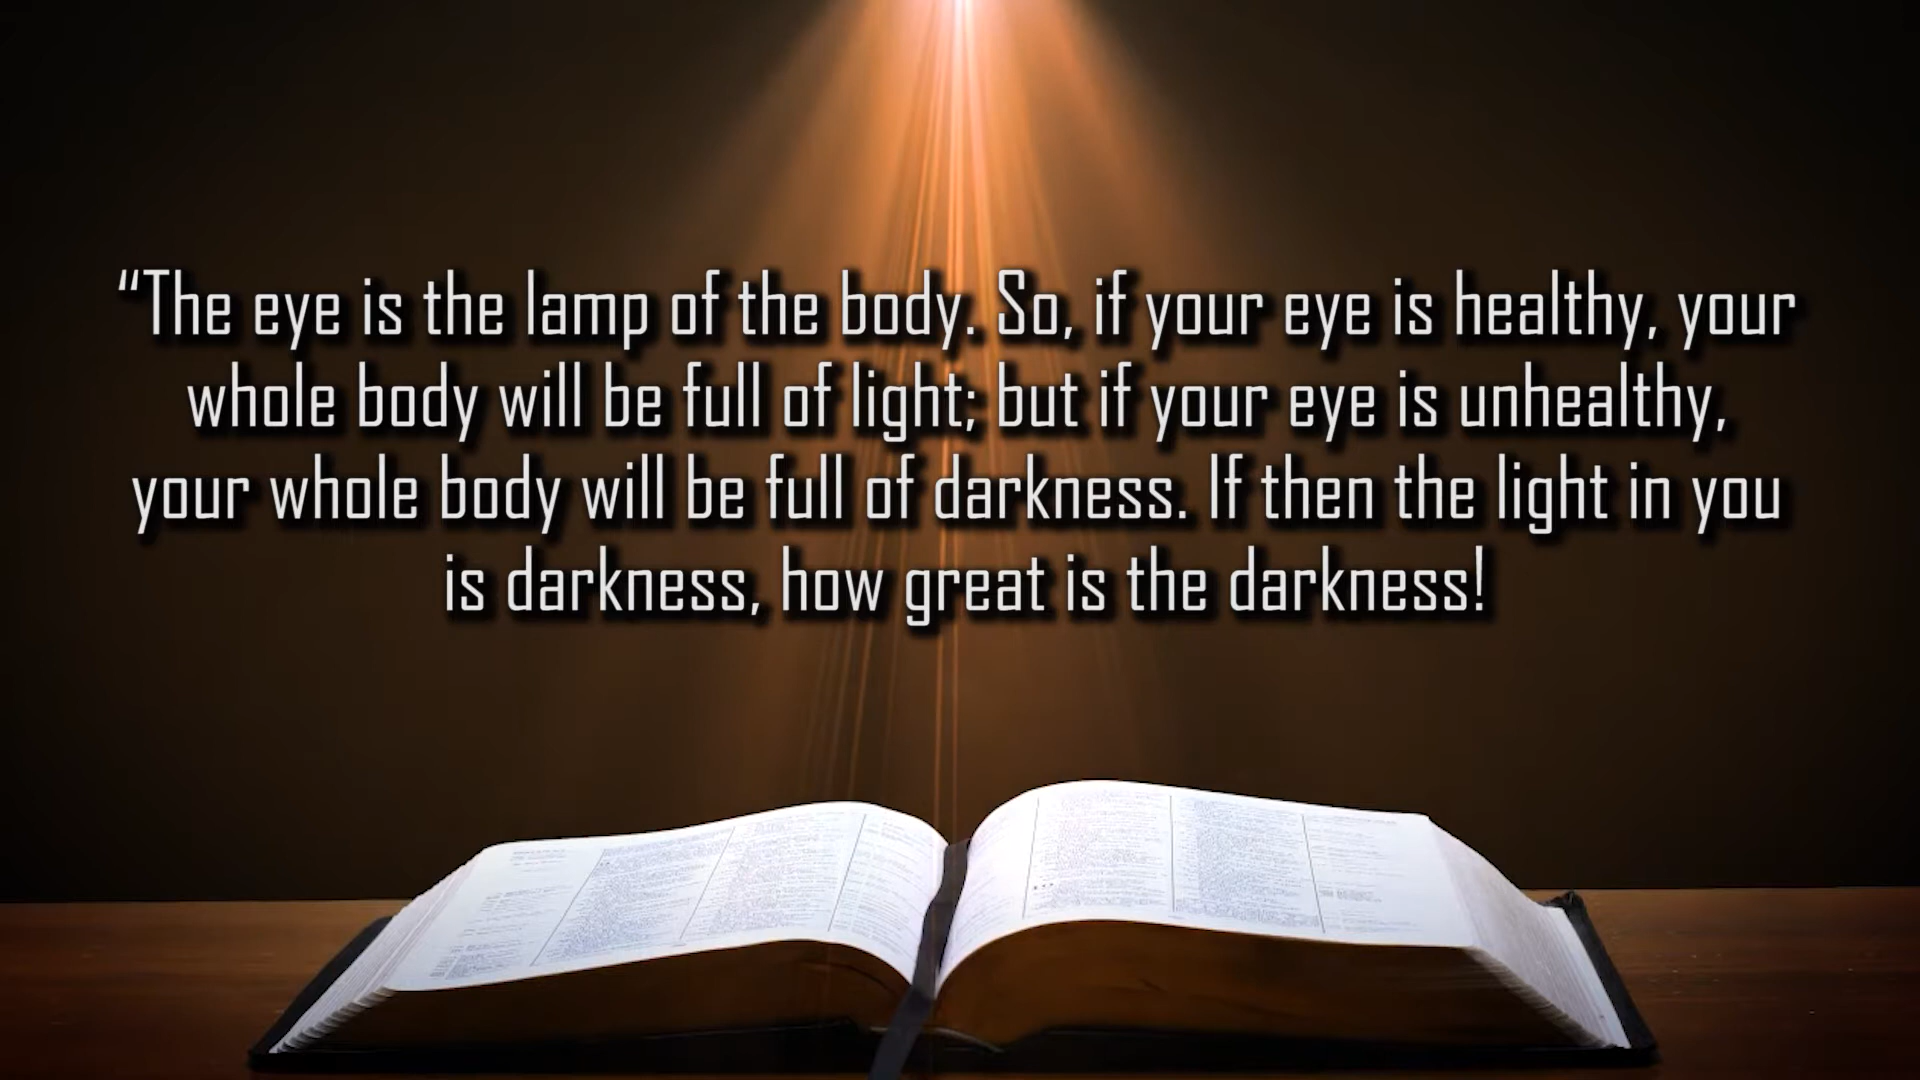 “The eye is the lamp of the body. So, if your eye is healthy, your
whole body will be full of light; but if your eye is unhealthy,
your whole body will be full of darkness. If then the light in you
is darkness, how great is the darkness!